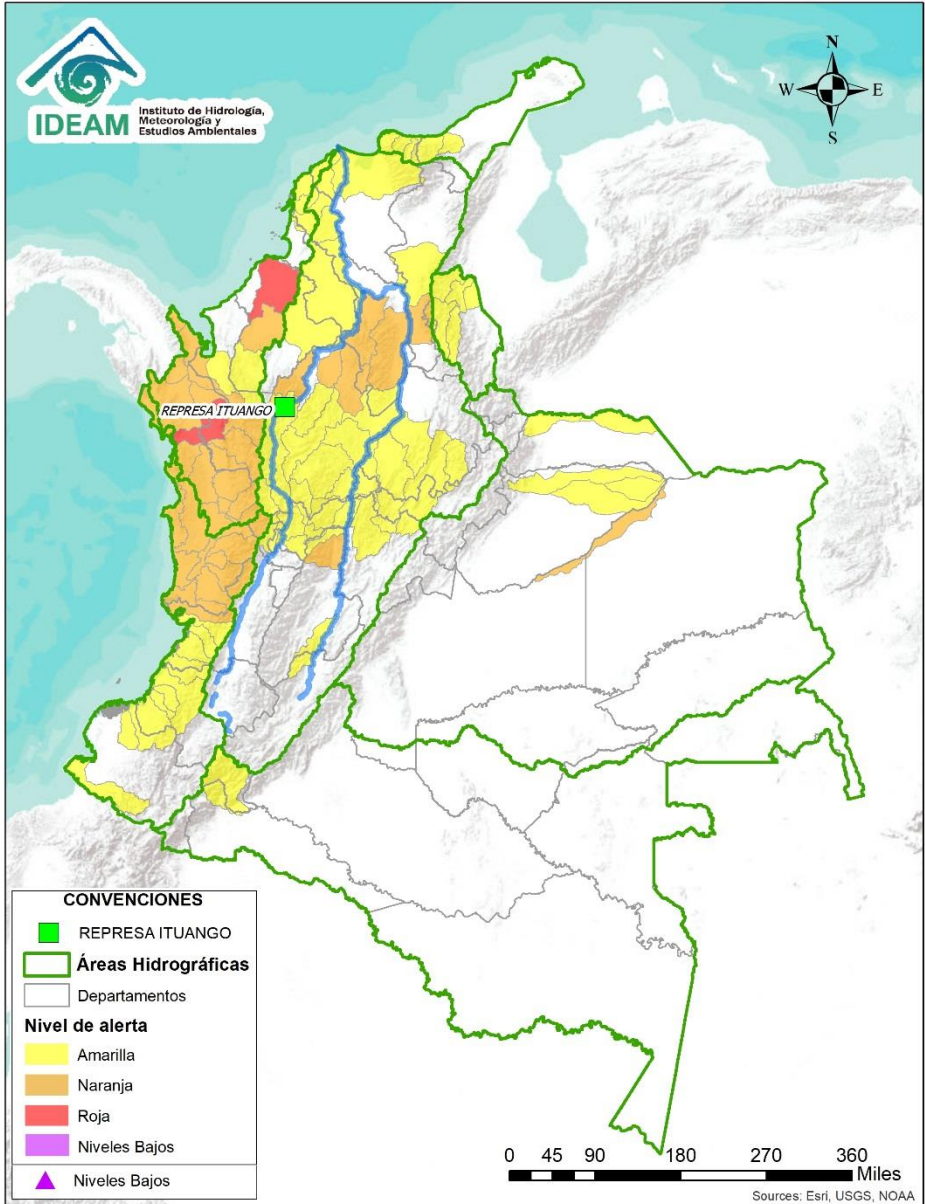 IDEAM
Instituto de Hidrología,
Meteorología y
Estudios Ambientales
N
W
E
S
REPRESA ITUANGO
CONVENCIONES
REPRESA ITUANGO
Áreas Hidrográficas
Departamentos
Nivel de alerta
Amarilla
Naranja
Roja
Niveles Bajos
Niveles Bajos
0 45 90 180 270 360
Miles
Sources: Esri, USGS, NOAA